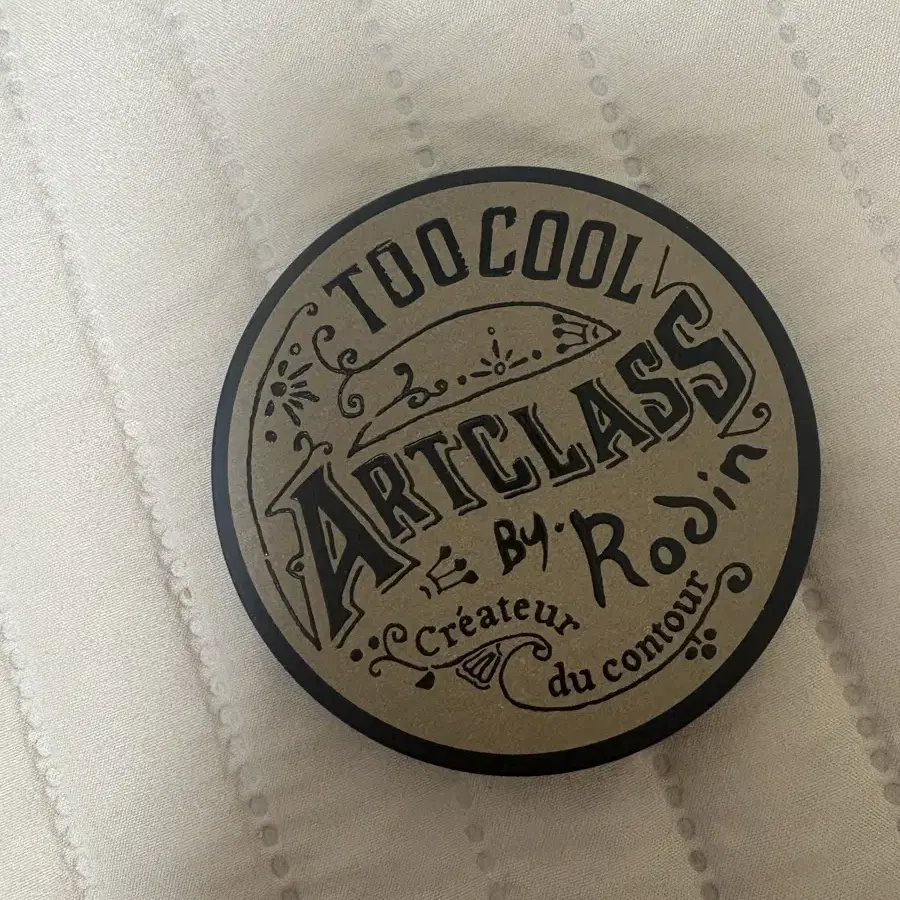 TOO COOL
ARTCLASS
By. Rodin
Créateur
du contour